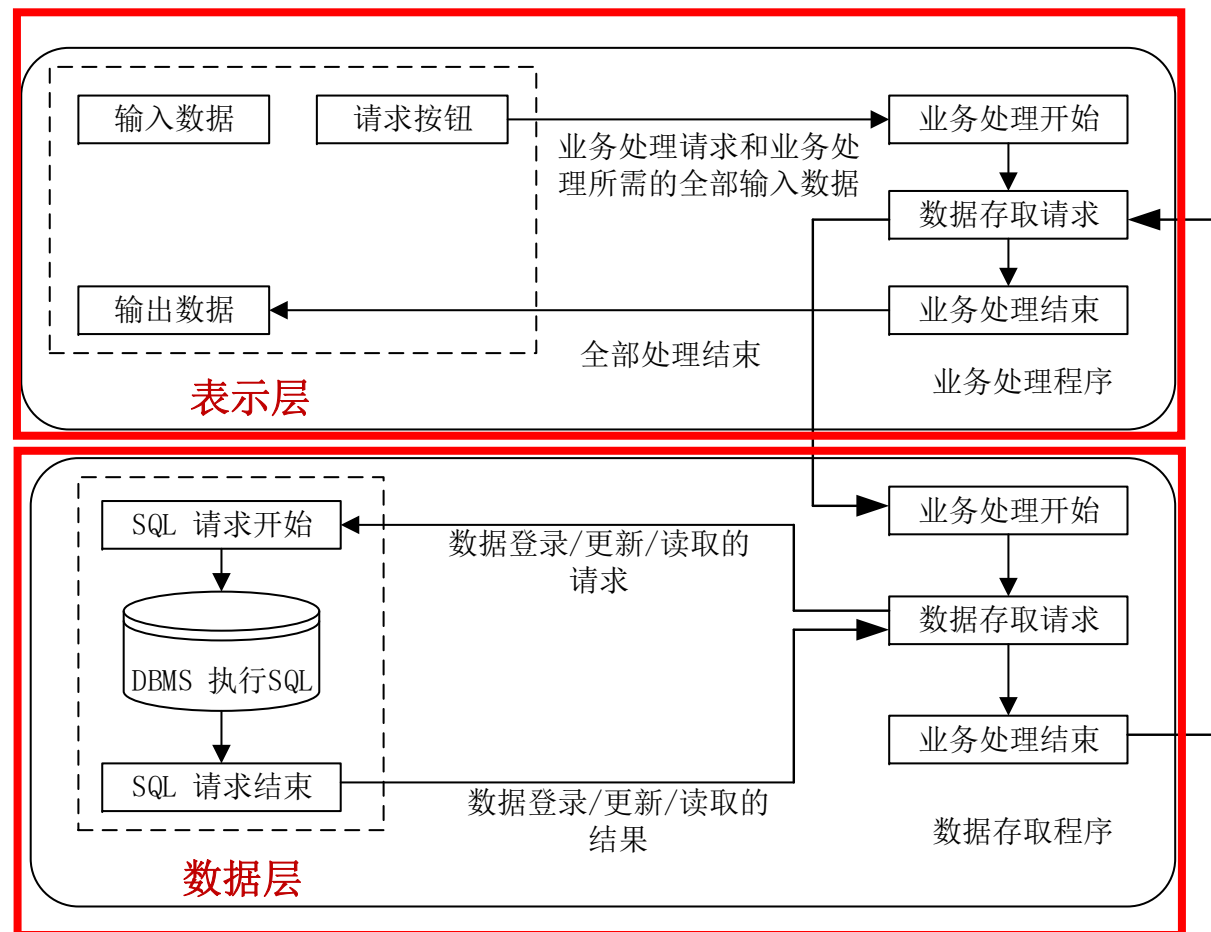 输入数据
请求按钮
业务处理开始
业务处理请求和业务处
理所需的全部输入数据
数据存取请求
输出数据
业务处理结束
全部处理结束
表示层
业务处理程序
SQL 请求开始
业务处理开始
数据登录/更新/读取的
请求
DBMS 执行SQL
数据存取请求
业务处理结束
SQL 请求结束
数据登录/更新/读取的
结果
数据存取程序
数据层